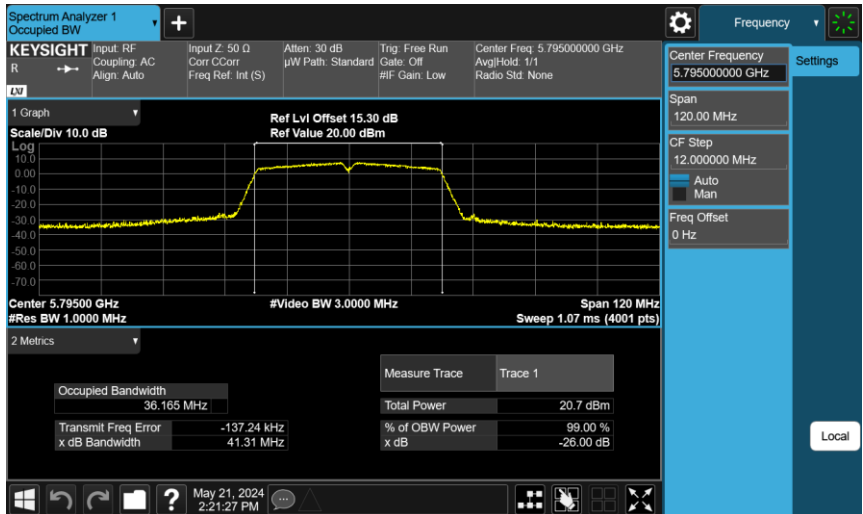 Spectrum Analyzer 1
Occupied BW
+
Frequency
KEYSIGHT
R
LXI
Input: RF
Coupling: AC
Align: Auto
Input Z: 50 Ω
Corr CCorr
Freq Ref: Int (S)
Atten: 30 dB
µW Path: Standard
Trig: Free Run
Gate: Off
#IF Gain: Low
Center Freq: 5.795000000 GHz
Avg|Hold: 1/1
Radio Std: None
Center Frequency
5.795000000 GHz
Settings
Span
120.00 MHz
CF Step
12.000000 MHz
Auto
Man
Freq Offset
0 Hz
Local
1 Graph
Scale/Div 10.0 dB
Ref Lvl Offset 15.30 dB
Ref Value 20.00 dBm
Log
10.0
0.00
-10.0
-20.0
-30.0
-40.0
-50.0
-60.0
-70.0
Center 5.79500 GHz
#Res BW 1.0000 MHz
#Video BW 3.0000 MHz
Span 120 MHz
Sweep 1.07 ms (4001 pts)
2 Metrics
Measure Trace Trace 1
Occupied Bandwidth
36.165 MHz
Total Power 20.7 dBm
Transmit Freq Error -137.24 kHz
% of OBW Power 99.00 %
x dB Bandwidth 41.31 MHz
x dB -26.00 dB
?
May 21, 2024
2:21:27 PM